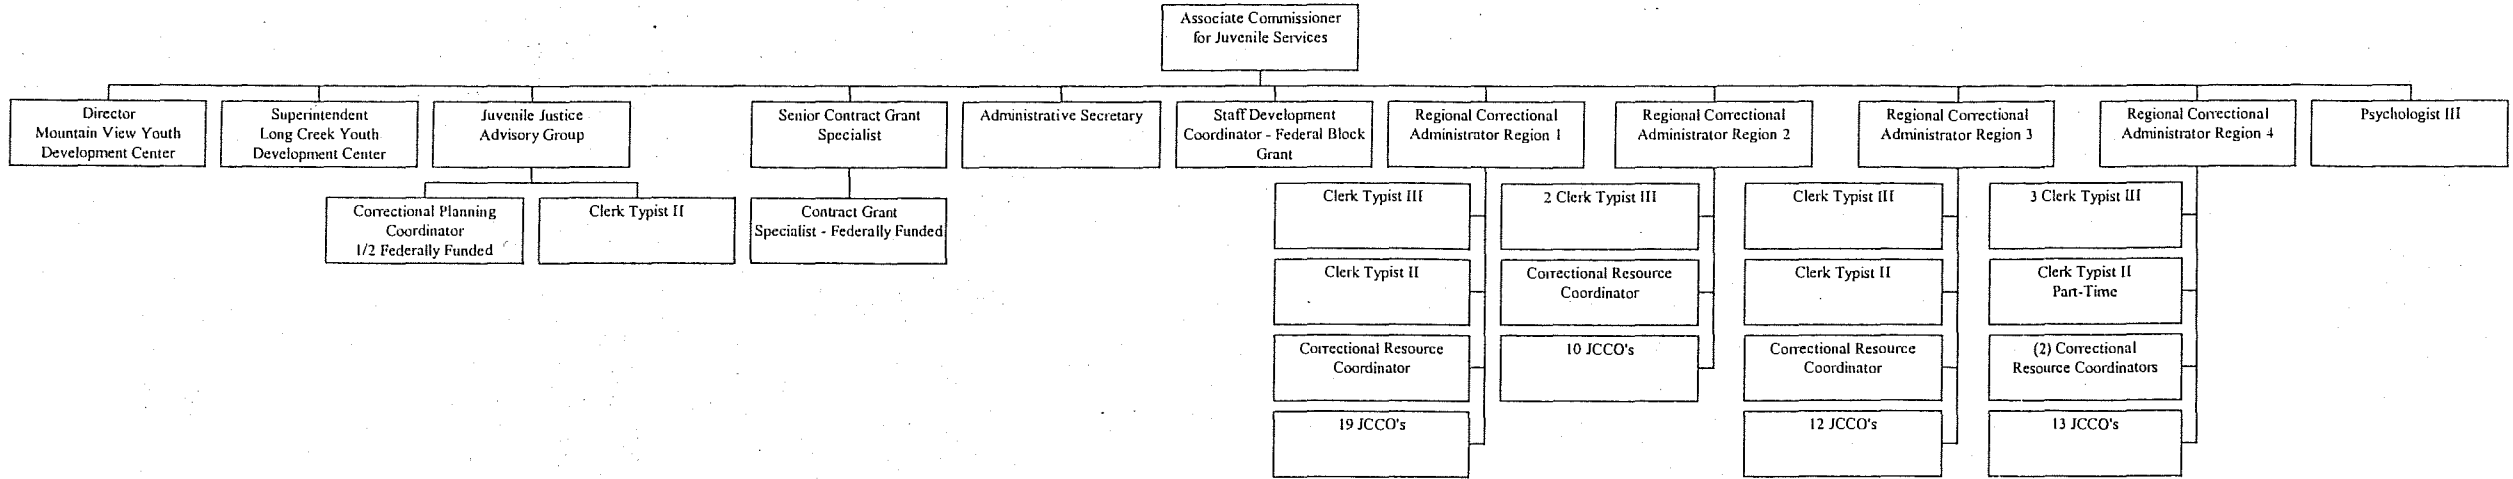 Associate Commissioner
for Juvenile Services
Director
Mountain View Youth
Development Center
Superintendent
Long Creek Youth
Development Center
Juvenile Justice
Advisory Group
Senior Contract Grant
Specialist
Administrative Secretary
Staff Development
Coordinator - Federal Block
Grant
Regional Correctional
Administrator Region 1
Regional Correctional
Administrator Region 2
Regional Correctional
Administrator Region 3
Regional Correctional
Administrator Region 4
Psychologist III
Correctional Planning
Coordinator
1/2 Federally Funded
Clerk Typist II
Contract Grant
Specialist - Federally Funded
Clerk Typist III
Clerk Typist II
Correctional Resource
Coordinator
19 JCCO's
2 Clerk Typist III
Correctional Resource
Coordinator
10 JCCO's
Clerk Typist III
Clerk Typist II
Correctional Resource
Coordinator
12 JCCO's
3 Clerk Typist III
Clerk Typist II
Part-Time
(2) Correctional
Resource Coordinators
13 JCCO's